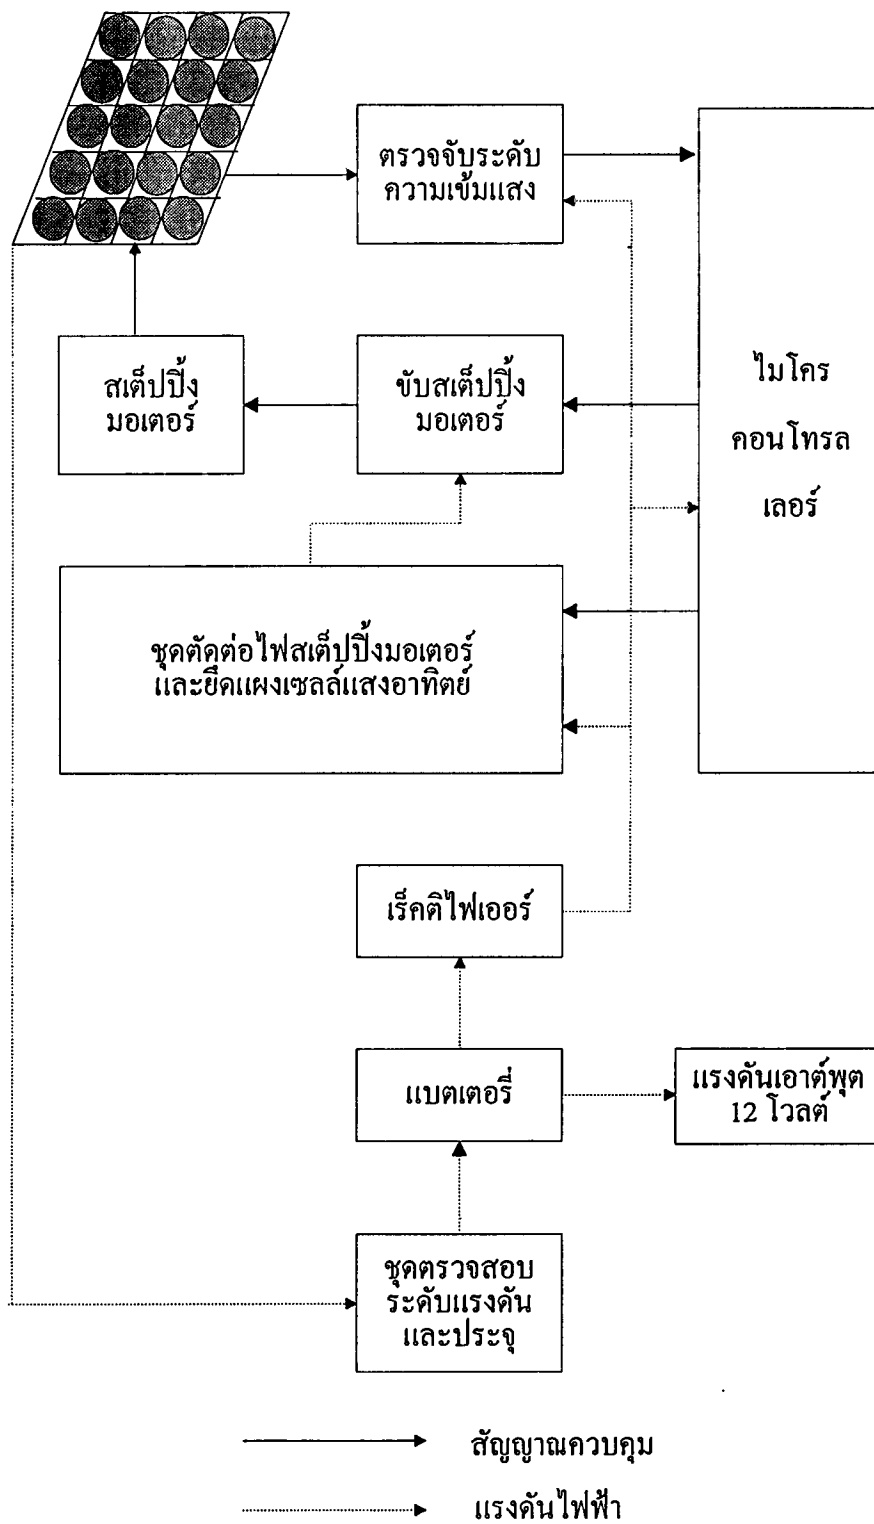 ตรวจจับระดับ
ความเข้มแสง
สเต็ปปิ้ง
มอเตอร์
ขับสเต็ปปิ้ง
มอเตอร์
ไมโคร
คอนโทรล
เลอร์
ชุดตัดต่อไฟสเต็ปปิ้งมอเตอร์
และยึดแผงเซลล์แสงอาทิตย์
เร็คติไฟเออร์
แบตเตอรี่
แรงดันเอาต์พุต
12 โวลต์
ชุดตรวจสอบ
ระดับแรงดัน
และประจุ
สัญญาณควบคุม
แรงดันไฟฟ้า